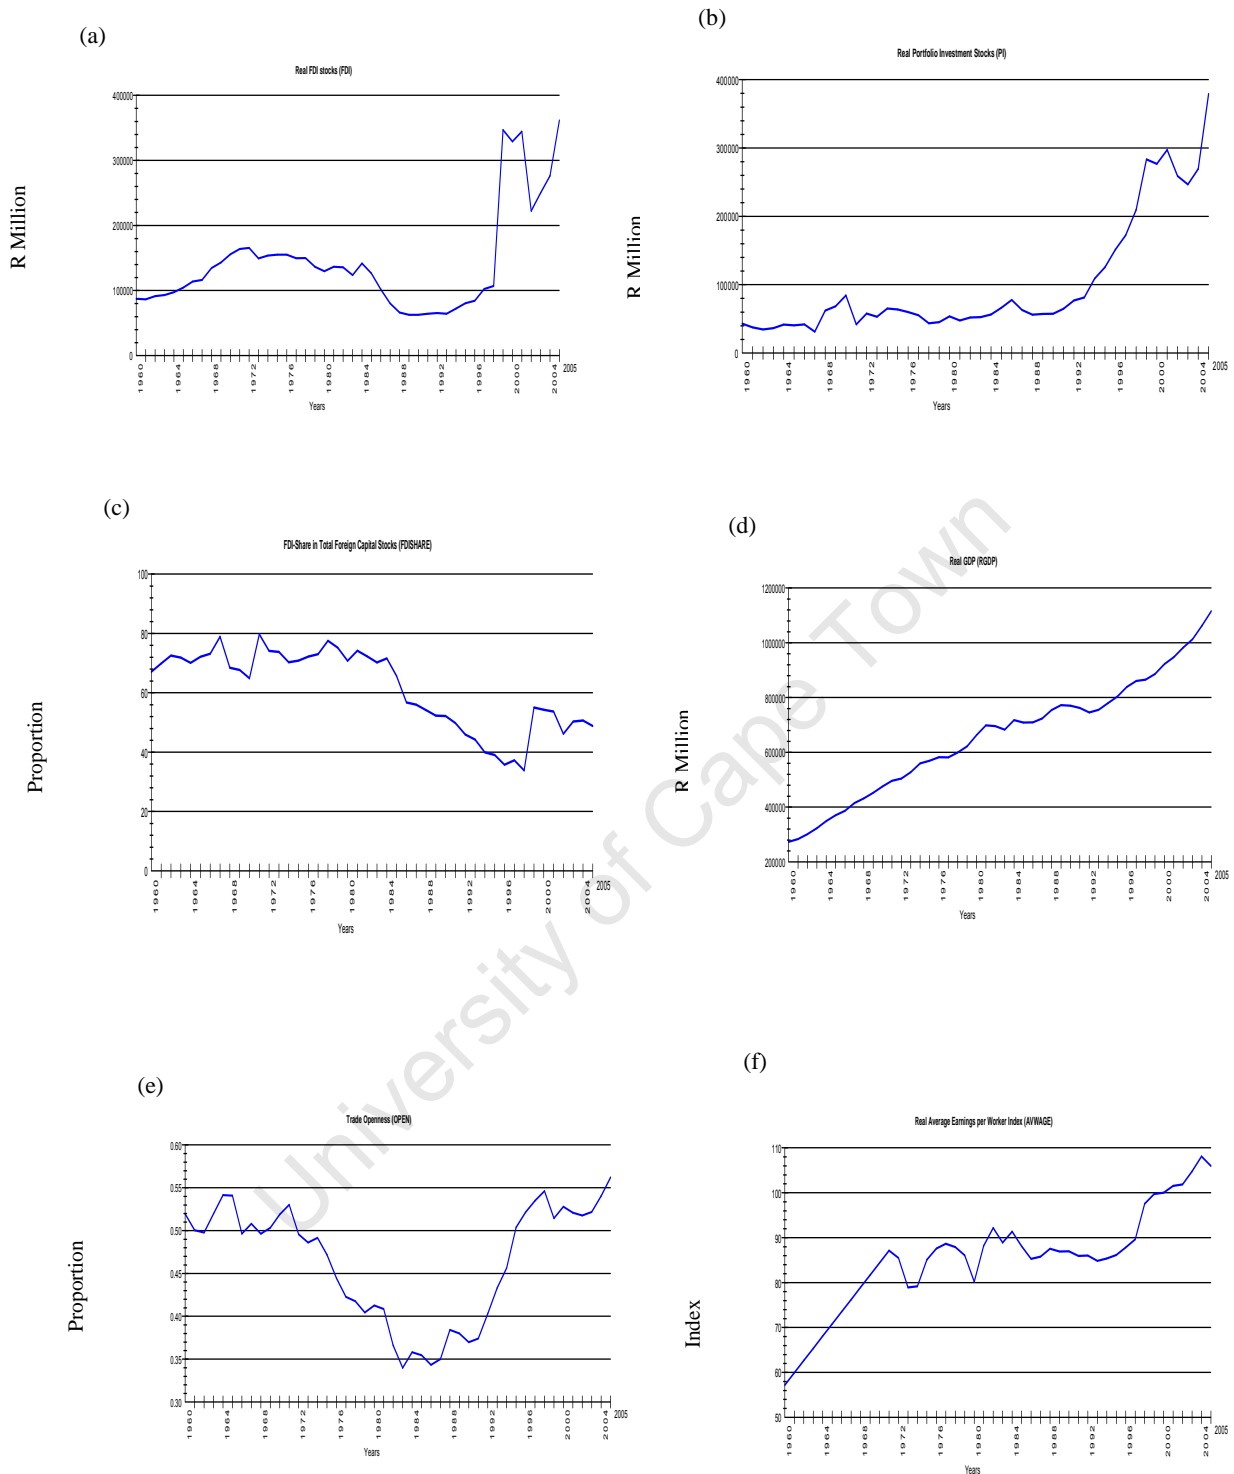 (a)
Real FDI stocks (FDI)
R Million
400000
300000
200000
100000
0
1960 1964 1968 1972 1976 1980 1984 1988 1992 1996 2000 2004 2005
Years
(b)
Real Portfolio Investment Stocks (PI)
R Million
400000
300000
200000
100000
0
1960 1964 1968 1972 1976 1980 1984 1988 1992 1996 2000 2004 2005
Years
(c)
FDI-Share in Total Foreign Capital Stocks (FDISHARE)
Proportion
100
80
60
40
20
0
1960 1964 1968 1972 1976 1980 1984 1988 1992 1996 2000 2004 2005
Years
(d)
Real GDP (RGDP)
R Million
1200000
1000000
800000
600000
400000
200000
1960 1964 1968 1972 1976 1980 1984 1988 1992 1996 2000 2004 2005
Years
(e)
Trade Openness (OPEN)
Proportion
0.60
0.55
0.50
0.45
0.40
0.35
0.30
1960 1964 1968 1972 1976 1980 1984 1988 1992 1996 2000 2004 2005
Years
(f)
Real Average Earnings per Worker Index (AVWAGE)
Index
110
100
90
80
70
60
50
1960 1964 1968 1972 1976 1980 1984 1988 1992 1996 2000 2004 2005
Years
University of Cape Town